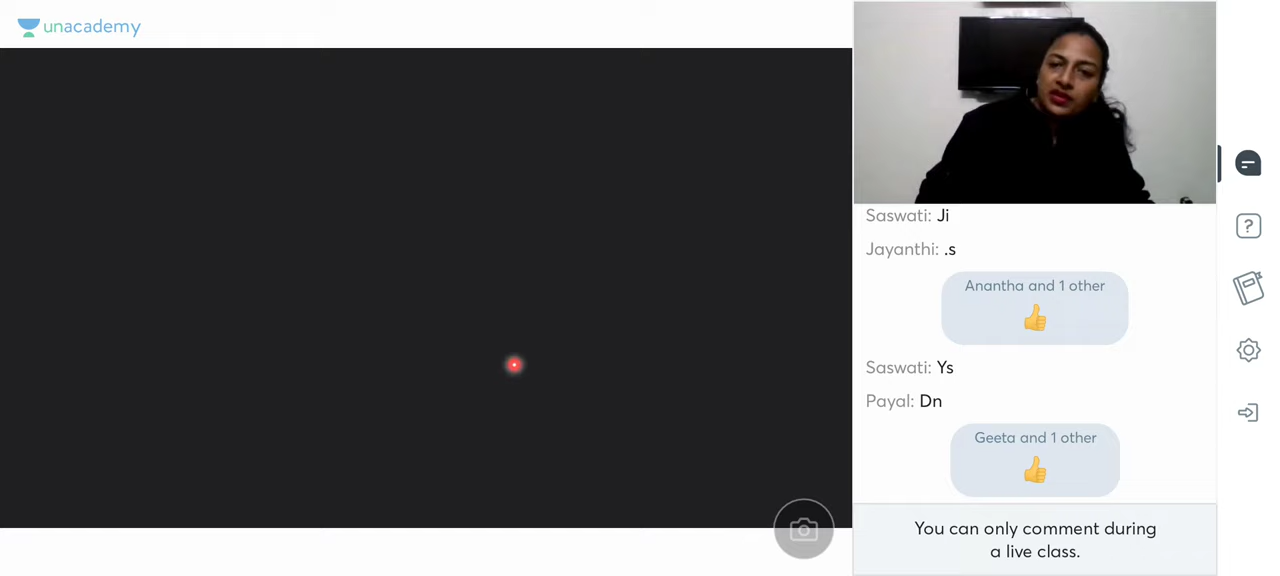 unacademy
Saswati: Ji
Jayanthi: .s
Anantha and 1 other
Saswati: Ys
Payal: Dn
Geeta and 1 other
You can only comment during
a live class.